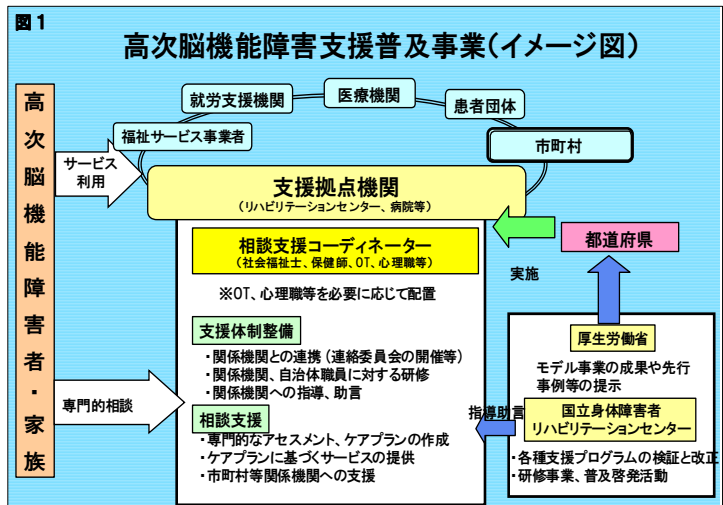 図1
高次脳機能障害支援普及事業(イメージ図)
高次脳機能障害者・家族
医療機関
就労支援機関
患者団体
福祉サービス事業者
市町村
サービス
利用
支援拠点機関
(リハビリテーションセンター、病院等)
相談支援コーディネーター
(社会福祉士、保健師、OT、心理職等)
※OT、心理職等を必要に応じて配置
支援体制整備
・関係機関との連携(連絡委員会の開催等)
・関係機関、自治体職員に対する研修
・関係機関への指導、助言
専門的相談
相談支援
・専門的なアセスメント、ケアプランの作成
・ケアプランに基づくサービスの提供
・市町村等関係機関への支援
都道府県
実施
厚生労働省
モデル事業の成果や先行
事例等の提示
指導助言
国立身体障害者
リハビリテーションセンター
・各種支援プログラムの検証と改正
・研修事業、普及啓発活動